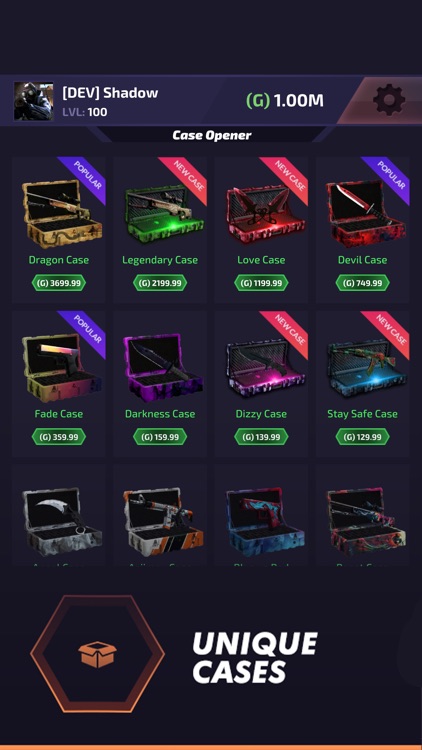 [DEV] Shadow
LVL: 100
(G) 1.00M
Case Opener
POPULAR
NEW CASE
NEW CASE
POPULAR
Dragon Case
Legendary Case
Love Case
Devil Case
(G) 3699.99
(G) 2199.99
(G) 1199.99
(G) 749.99
POPULAR
NEW CASE
NEW CASE
Fade Case
Darkness Case
Dizzy Case
Stay Safe Case
(G) 359.99
(G) 159.99
(G) 139.99
(G) 129.99
UNIQUE
CASES